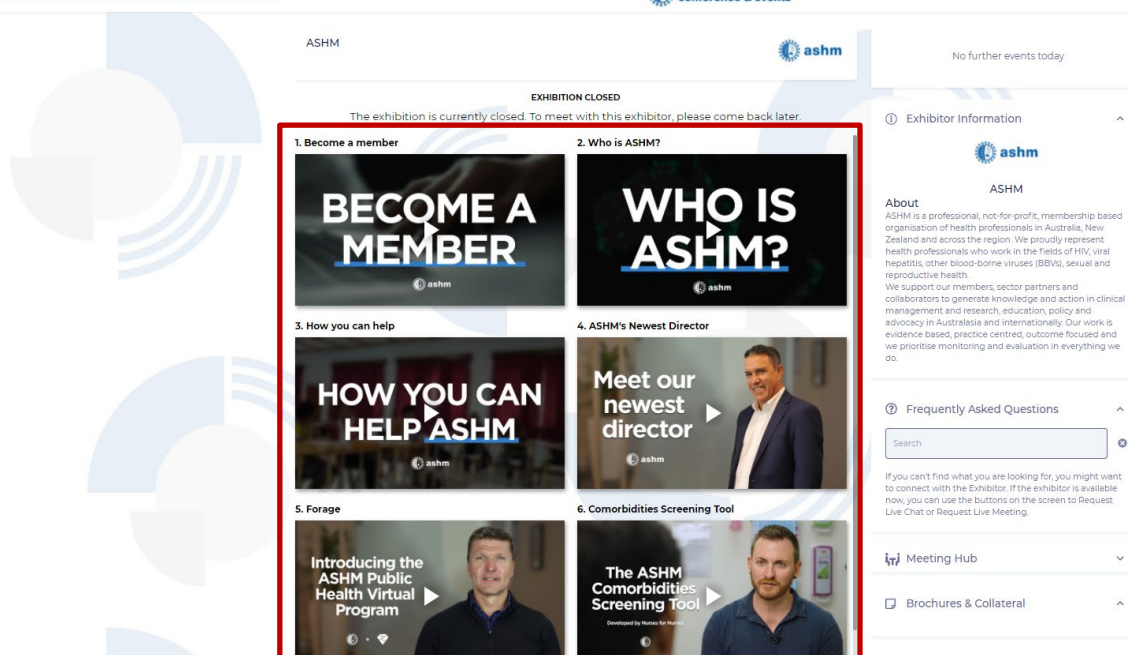 ASHM
ashm
EXHIBITION CLOSED
The exhibition is currently closed. To meet with this exhibitor, please come back later.
1. Become a member
BECOME A
MEMBER
ashm
2. Who is ASHM?
WHO IS
ASHM?
ashm
3. How you can help
HOW YOU CAN
HELP ASHM
ashm
4. ASHM's Newest Director
Meet our
newest
director
ashm
5. Forage
Introducing the
ASHM Public
Health Virtual
Program
6. Comorbidities Screening Tool
The ASHM
Comorbidities
Screening Tool
Developed by Nurses for Nurses
No further events today
Exhibitor Information
ashm
ASHM
About
ASHM is a professional, not-for-profit, membership based
organisation of health professionals in Australia, New
Zealand and across the region. We proudly represent
health professionals who work in the fields of HIV, viral
hepatitis, other blood-borne viruses (BBVs), sexual and
reproductive health.
We support our members, sector partners and
collaborators to generate knowledge and action in clinical
management and research, education, policy and
advocacy in Australasia and internationally. Our work is
evidence based, practice centred, outcome focused and
we prioritise monitoring and evaluation in everything we
do.
Frequently Asked Questions
Search
If you can't find what you are looking for, you might want
to connect with the Exhibitor. If the exhibitor is available
now, you can use the buttons on the screen to Request
Live Chat or Request Live Meeting.
Meeting Hub
Brochures & Collateral